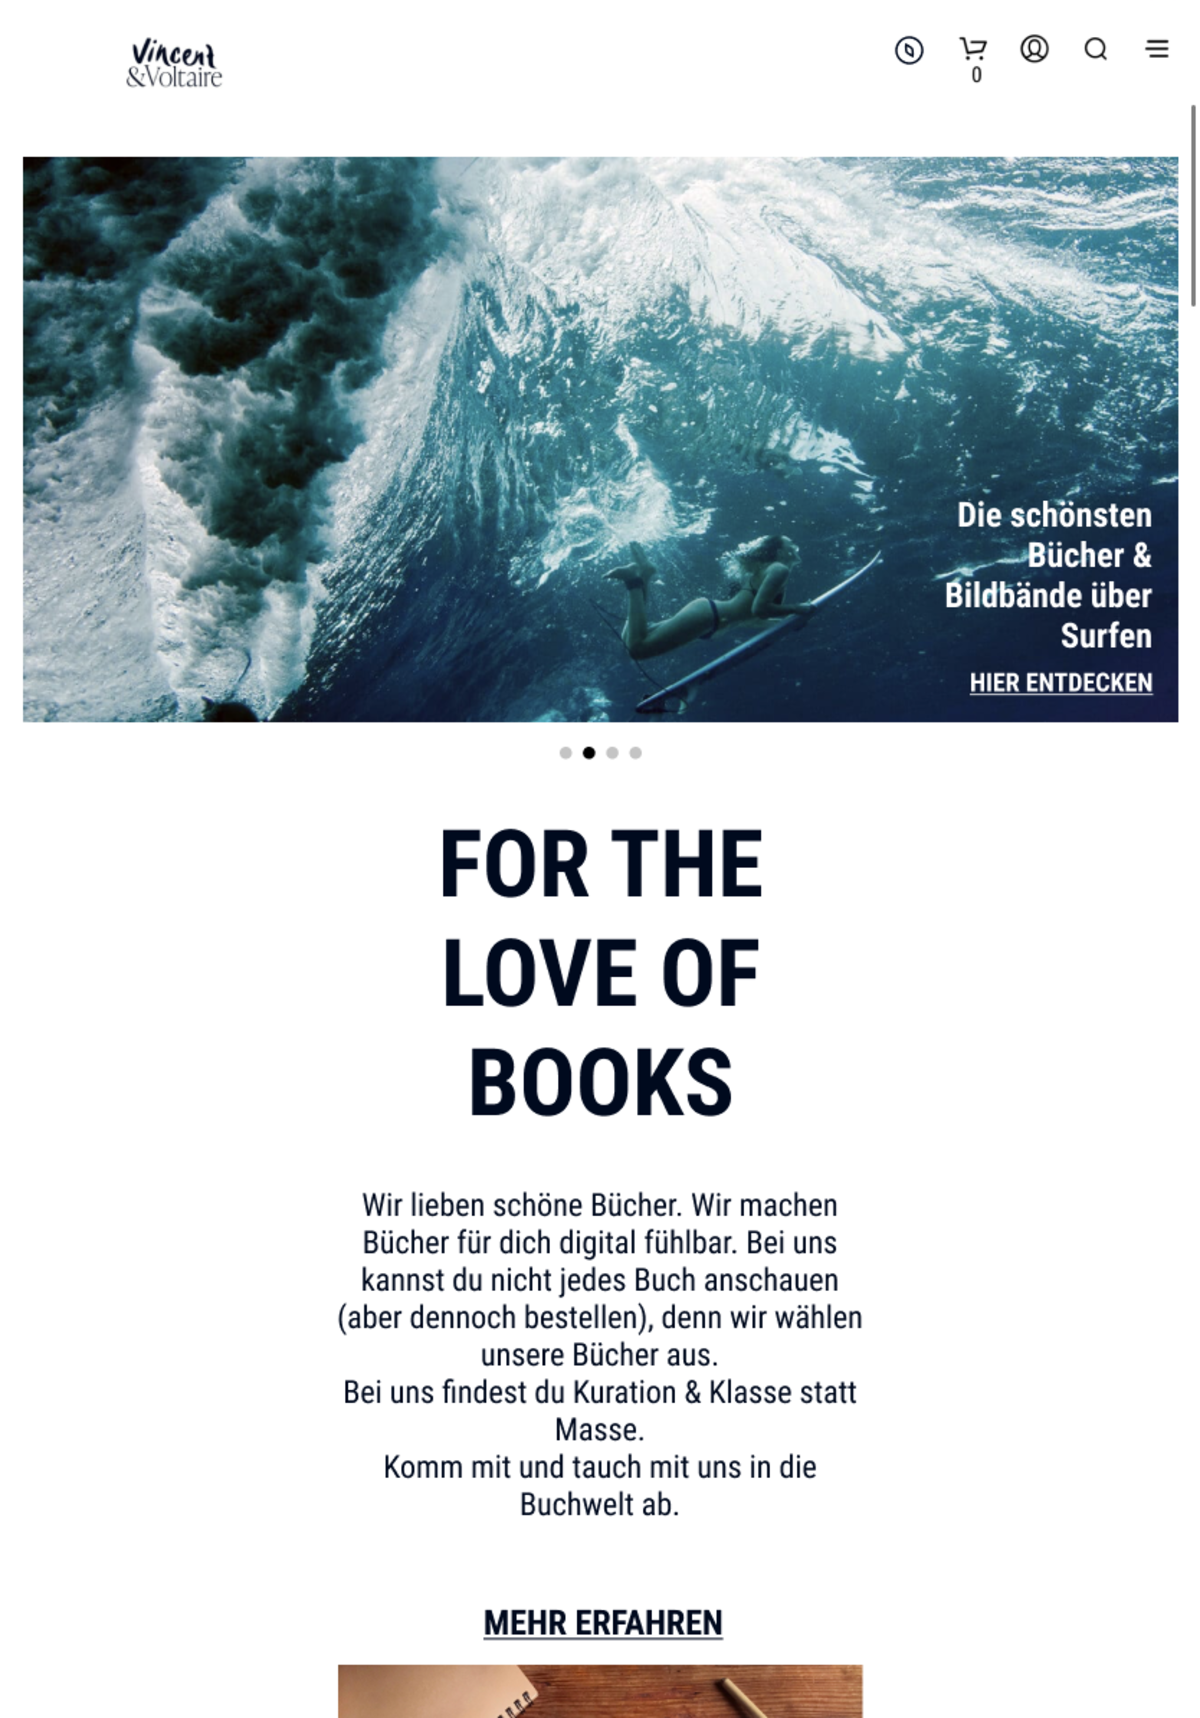 Vincent
&Voltaire
0
Die schönsten
Bücher &
Bildbände über
Surfen
HIER ENTDECKEN
FOR THE
LOVE OF
BOOKS
Wir lieben schöne Bücher. Wir machen
Bücher für dich digital fühlbar. Bei uns
kannst du nicht jedes Buch anschauen
(aber dennoch bestellen), denn wir wählen
unsere Bücher aus.
Bei uns findest du Kuration & Klasse statt
Masse.
Komm mit und tauch mit uns in die
Buchwelt ab.
MEHR ERFAHREN